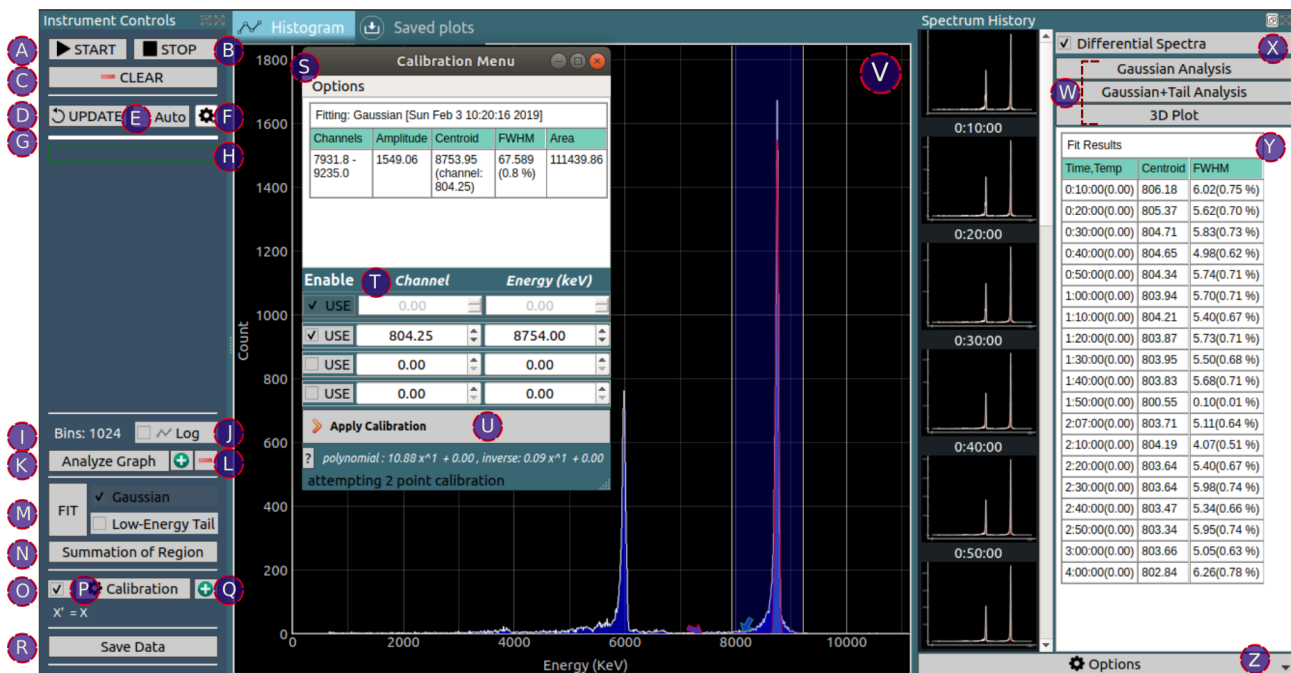 Instrument Controls
A START STOP B
C CLEAR
D UPDATE E Auto F
G
H
I Bins: 1024 Log J
K Analyze Graph L
M FIT Gaussian
Low-Energy Tail
N Summation of Region
O P Calibration Q
X' = X
R Save Data
Histogram Saved plots
V
1800
1600
1400
1200
1000
800
600
400
200
0
Count
0 2000 4000 6000 8000 10000
Energy (KeV)
S Calibration Menu
Options
Fitting: Gaussian [Sun Feb 3 10:20:16 2019]
Channels Amplitude Centroid FWHM Area
7931.8 - 1549.06 8753.95 67.589 111439.86
9235.0 (channel: (0.8 %)
804.25)
Enable T Channel Energy (keV)
USE 0.00 0.00
USE 804.25 8754.00
USE 0.00 0.00
USE 0.00 0.00
Apply Calibration U
? polynomial : 10.88 x^1 + 0.00 , inverse: 0.09 x^1 + 0.00
attempting 2 point calibration
Spectrum History
0:10:00
0:20:00
0:30:00
0:40:00
0:50:00
Differential Spectra X
Gaussian Analysis
W Gaussian+Tail Analysis
3D Plot
Fit Results Y
Time,Temp Centroid FWHM
0:10:00(0.00) 806.18 6.02(0.75 %)
0:20:00(0.00) 805.37 5.62(0.70 %)
0:30:00(0.00) 804.71 5.83(0.73 %)
0:40:00(0.00) 804.65 4.98(0.62 %)
0:50:00(0.00) 804.34 5.74(0.71 %)
1:00:00(0.00) 803.94 5.70(0.71 %)
1:10:00(0.00) 804.21 5.40(0.67 %)
1:20:00(0.00) 803.87 5.73(0.71 %)
1:30:00(0.00) 803.95 5.50(0.68 %)
1:40:00(0.00) 803.83 5.68(0.71 %)
1:50:00(0.00) 800.55 0.10(0.01 %)
2:07:00(0.00) 803.71 5.11(0.64 %)
2:10:00(0.00) 804.19 4.07(0.51 %)
2:20:00(0.00) 803.64 5.40(0.67 %)
2:30:00(0.00) 803.64 5.98(0.74 %)
2:40:00(0.00) 803.47 5.34(0.66 %)
2:50:00(0.00) 803.34 5.95(0.74 %)
3:00:00(0.00) 803.66 5.05(0.63 %)
4:00:00(0.00) 802.84 6.26(0.78 %)
Options Z